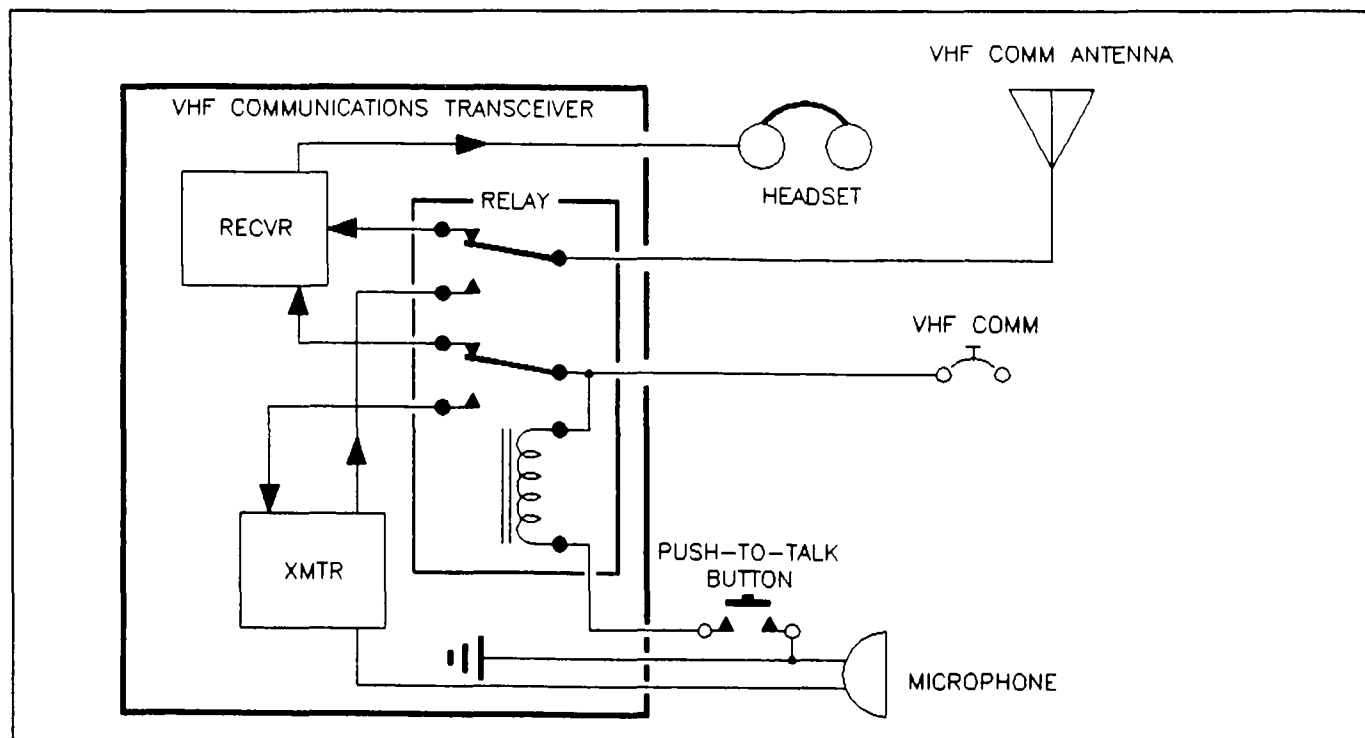 VHF COMM ANTENNA
VHF COMMUNICATIONS TRANSCEIVER
HEADSET
RELAY
RECVR
VHF COMM
XMTR
PUSH-TO-TALK
BUTTON
MICROPHONE